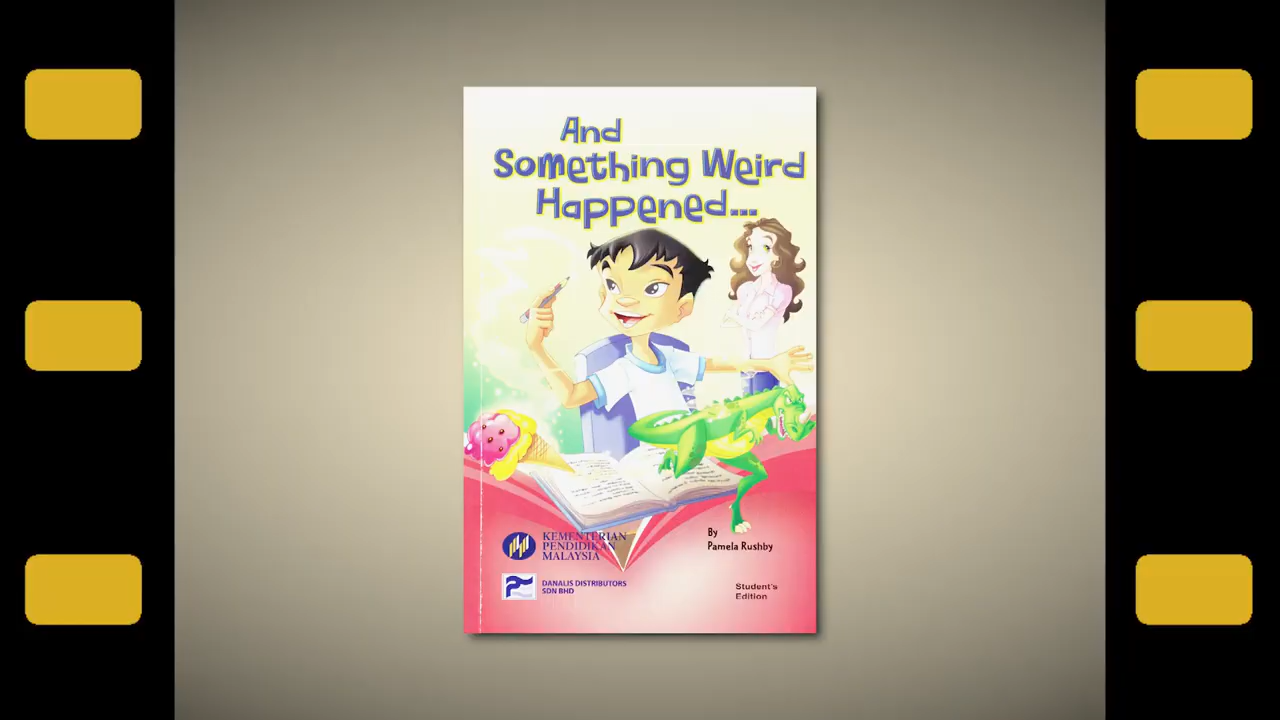 And
Something Weird
Happened...
KEMENTERIAN
PENDIDIKAN
MALAYSIA
By
Pamela Rushby
DANALIS DISTRIBUTORS
SDN BHD
Student's
Edition